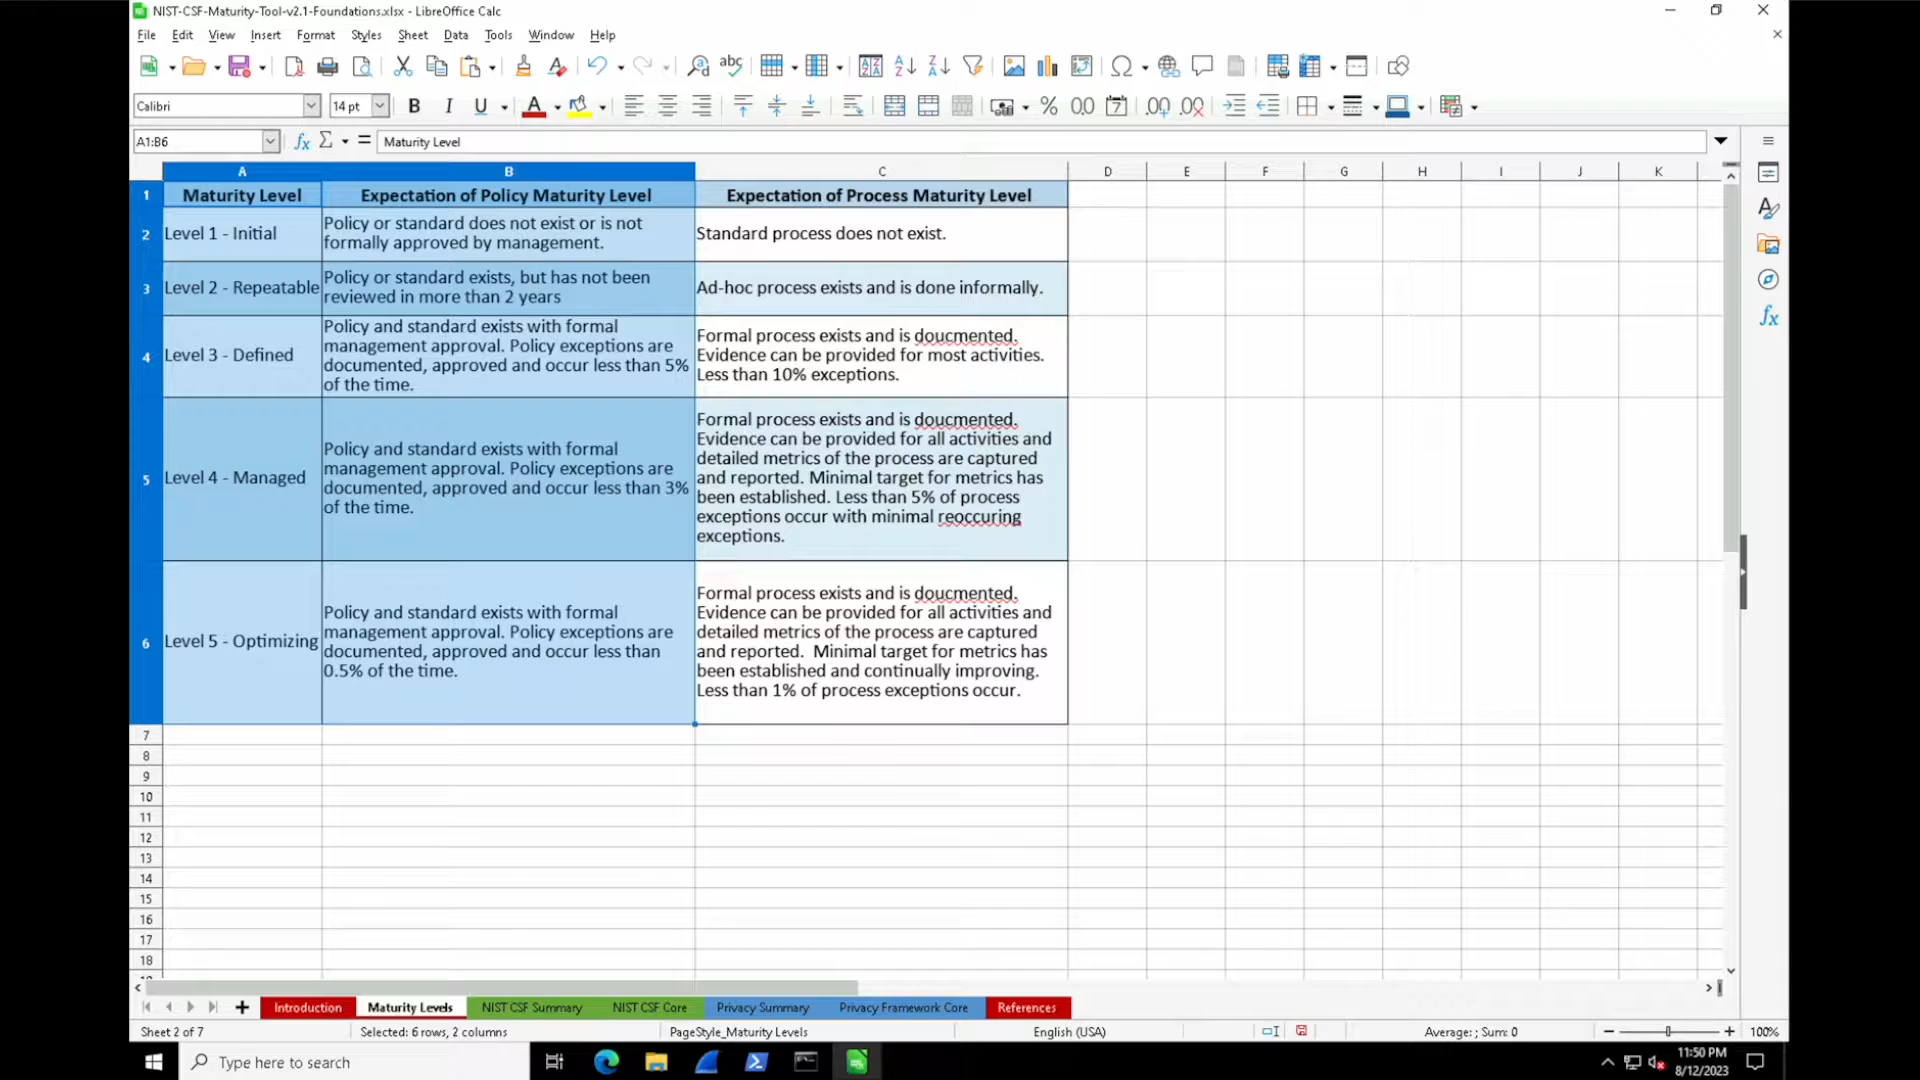 NIST-CSF-Maturity-Tool-v2.1-Foundations.xlsx - LibreOffice Calc
File Edit View Insert Format Styles Sheet Data Tools Window Help
Calibri 14 pt
A1:B6 Maturity Level
A B C D E F G H I J K
1 Maturity Level Expectation of Policy Maturity Level Expectation of Process Maturity Level
2 Level 1 - Initial
Policy or standard does not exist or is not
formally approved by management.
Standard process does not exist.
3 Level 2 - Repeatable
Policy or standard exists, but has not been
reviewed in more than 2 years
Ad-hoc process exists and is done informally.
4 Level 3 - Defined
Policy and standard exists with formal
management approval. Policy exceptions are
documented, approved and occur less than 5%
of the time.
Formal process exists and is doucmented.
Evidence can be provided for most activities.
Less than 10% exceptions.
5 Level 4 - Managed
Policy and standard exists with formal
management approval. Policy exceptions are
documented, approved and occur less than 3%
of the time.
Formal process exists and is doucmented.
Evidence can be provided for all activities and
detailed metrics of the process are captured
and reported. Minimal target for metrics has
been established. Less than 5% of process
exceptions occur with minimal reoccuring
exceptions.
6 Level 5 - Optimizing
Policy and standard exists with formal
management approval. Policy exceptions are
documented, approved and occur less than
0.5% of the time.
Formal process exists and is doucmented.
Evidence can be provided for all activities and
detailed metrics of the process are captured
and reported.  Minimal target for metrics has
been established and continually improving.
Less than 1% of process exceptions occur.
7
8
9
10
11
12
13
14
15
16
17
18
Introduction Maturity Levels NIST CSF Summary NIST CSF Core Privacy Summary Privacy Framework Core References
Sheet 2 of 7 Selected: 6 rows, 2 columns PageStyle_Maturity Levels English (USA) Average: ; Sum: 0 100%
Type here to search 11:50 PM
8/12/2023